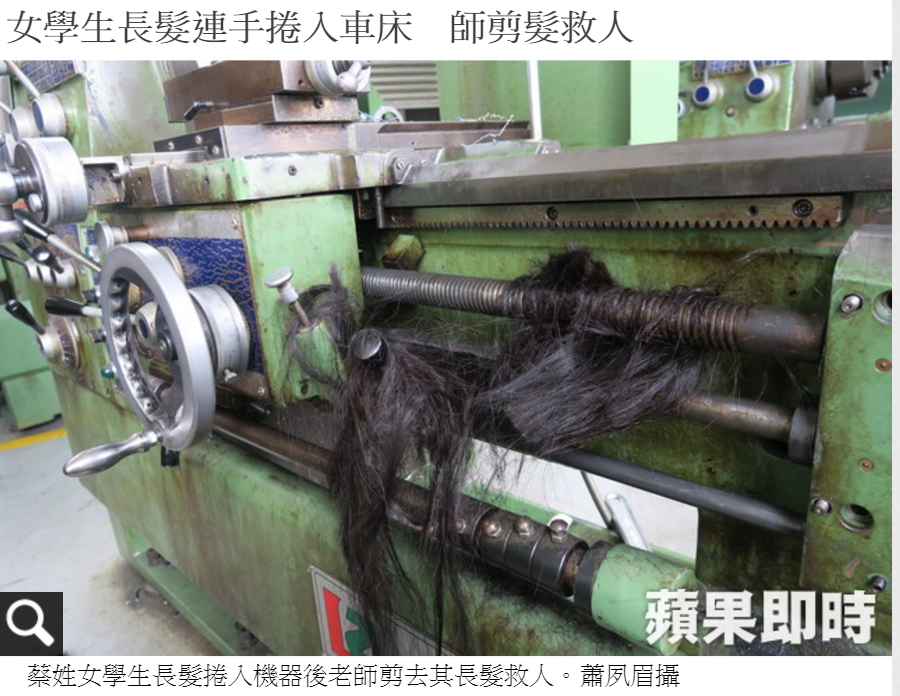 女學生長髮連手捲入車床　師剪髮救人
蘋果即時
蔡姓女學生長髮捲入機器後老師剪去其長髮救人。蕭夙眉攝